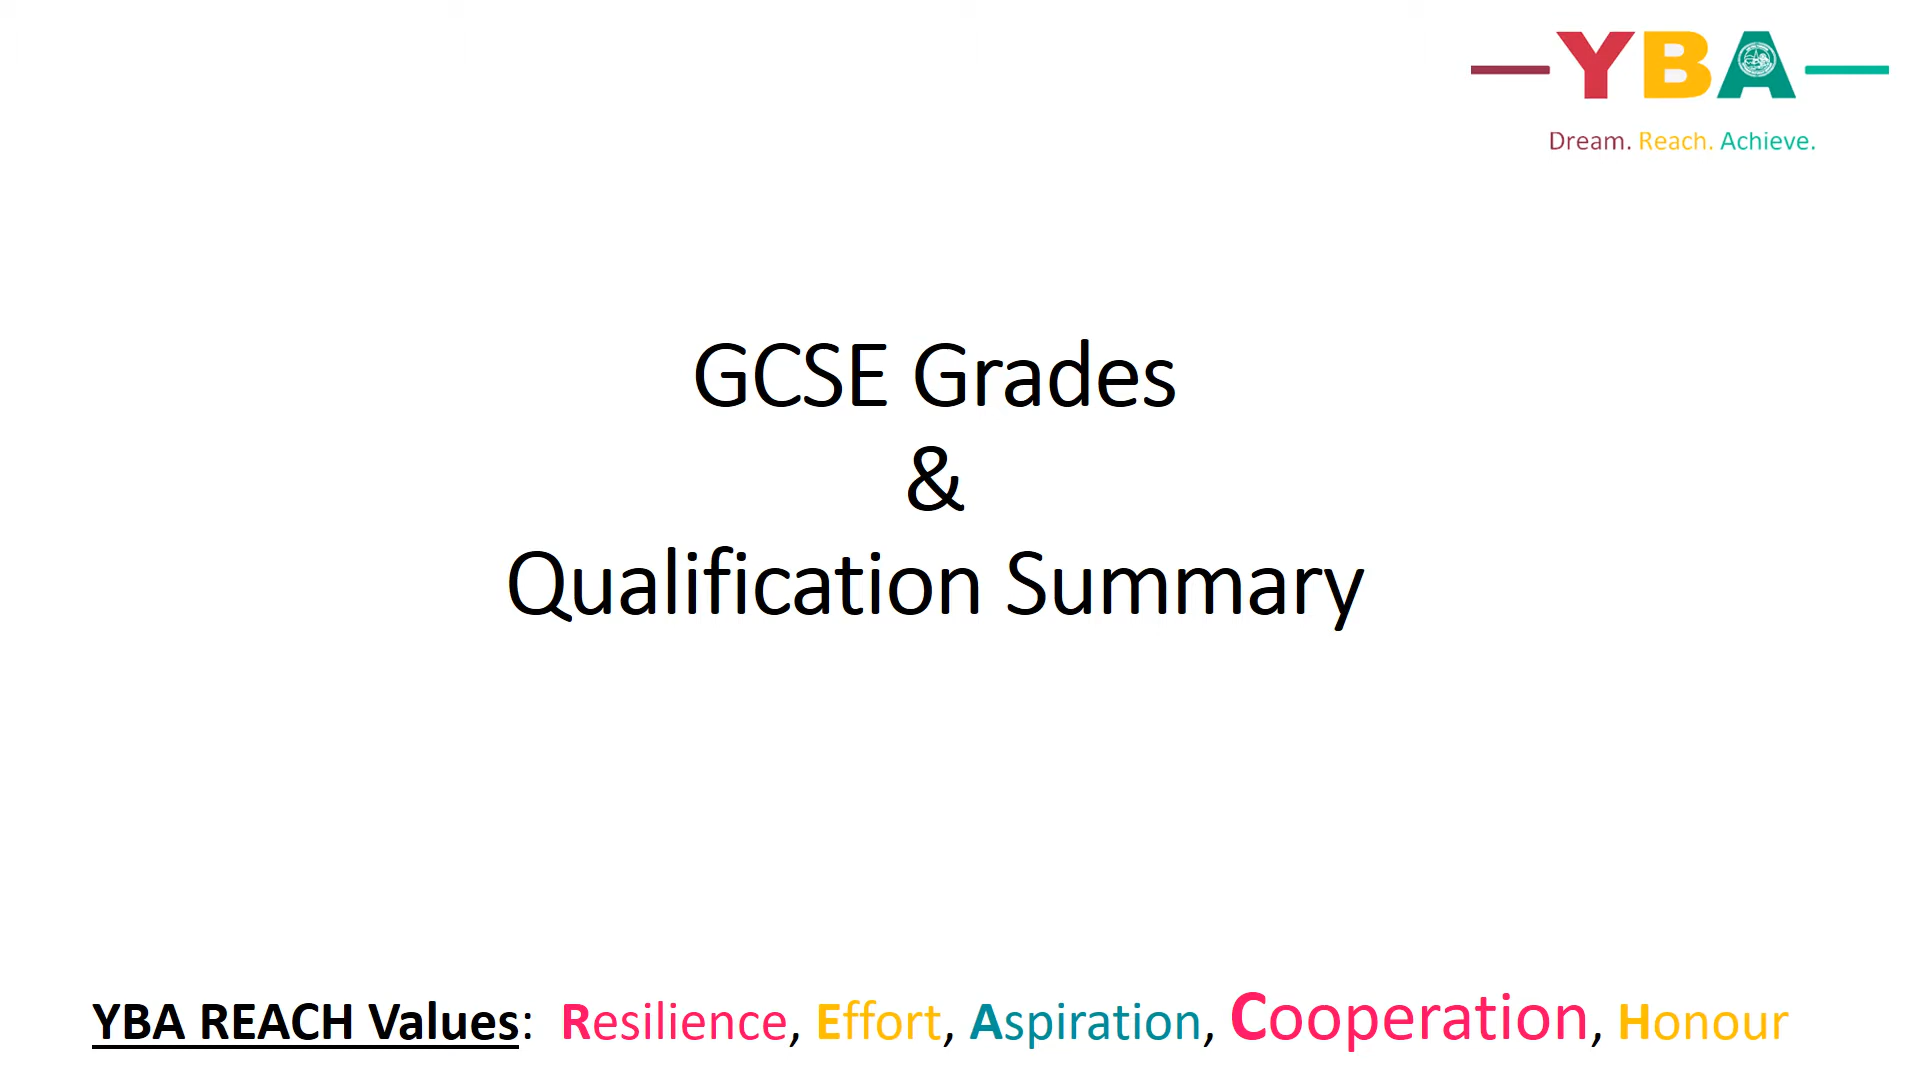 YBA
Dream. Reach. Achieve.
GCSE Grades
&
Qualification Summary
YBA REACH Values: Resilience, Effort, Aspiration, Cooperation, Honour